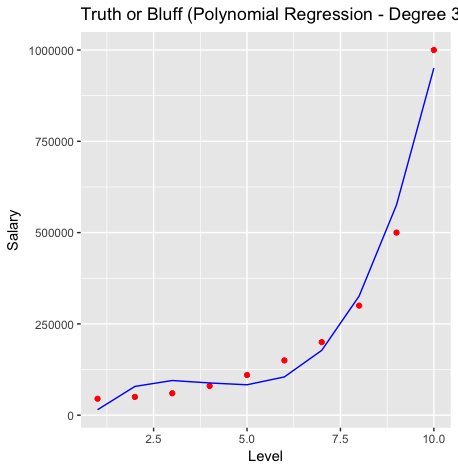 Truth or Bluff (Polynomial Regression - Degree 3
1000000
750000
500000
250000
0
Salary
2.5 5.0 7.5 10.0
Level